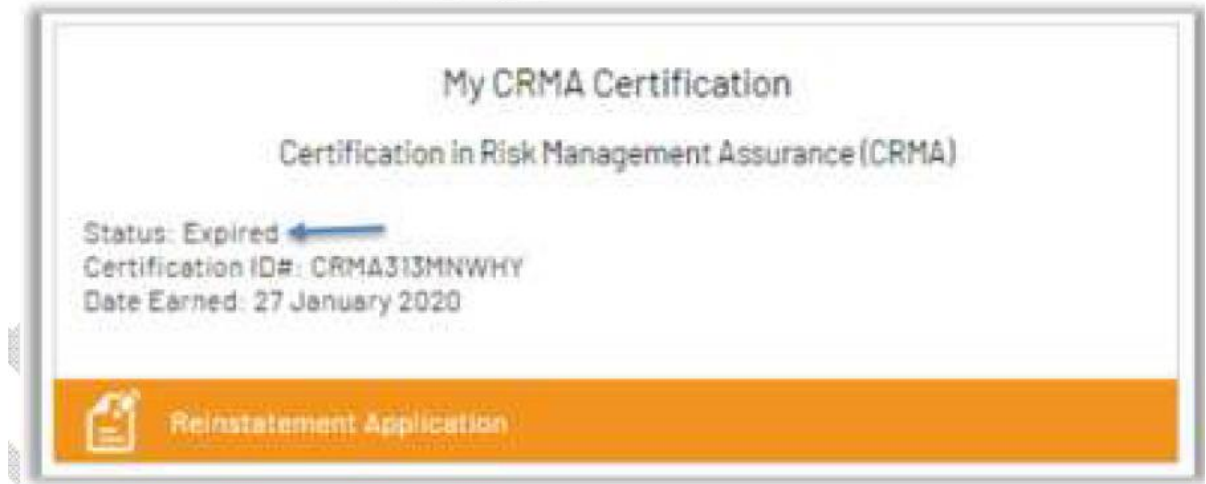 My CRMA Certification
Certification in Risk Management Assurance (CRMA)
Status: Expired
Certification ID#: CRMA313MNWHY
Date Earned: 27 January 2020
Reinstatement Application